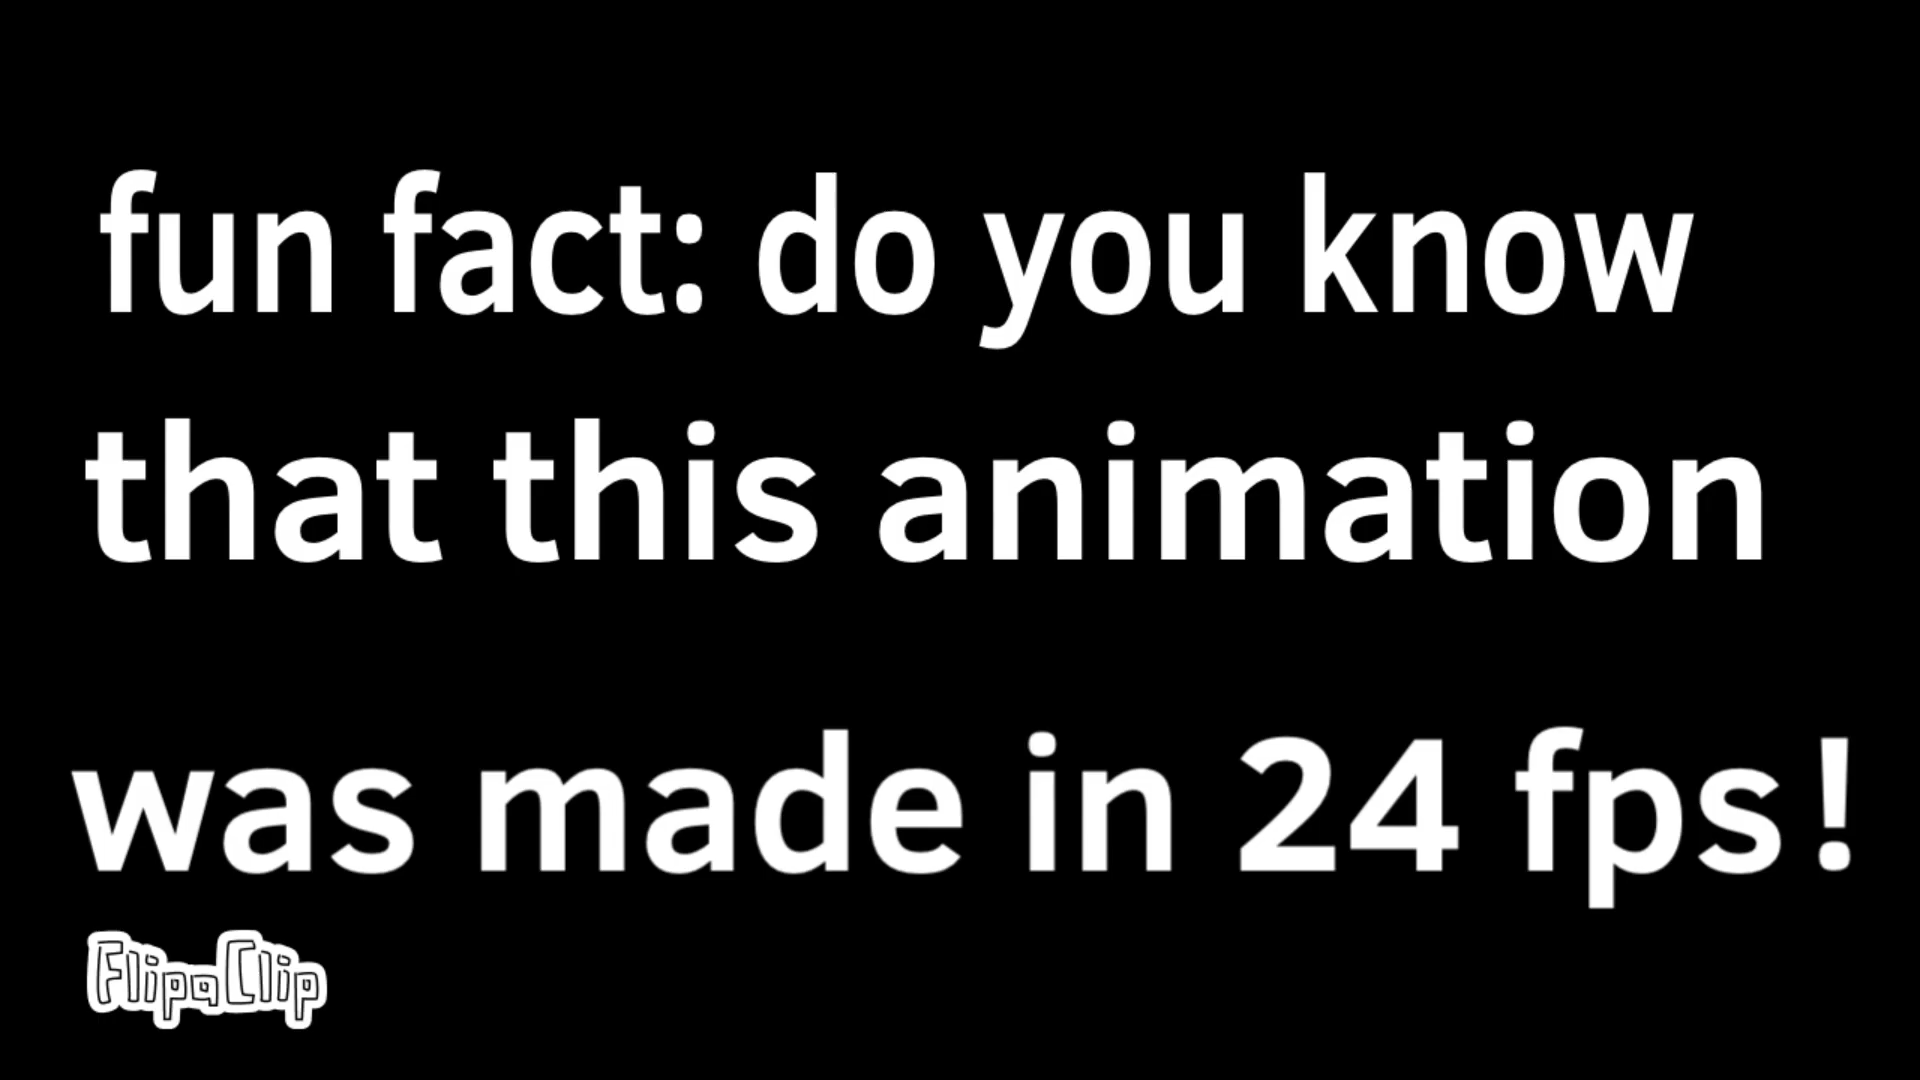 fun fact: do you know
that this animation
was made in 24 fps!
FlipaClip